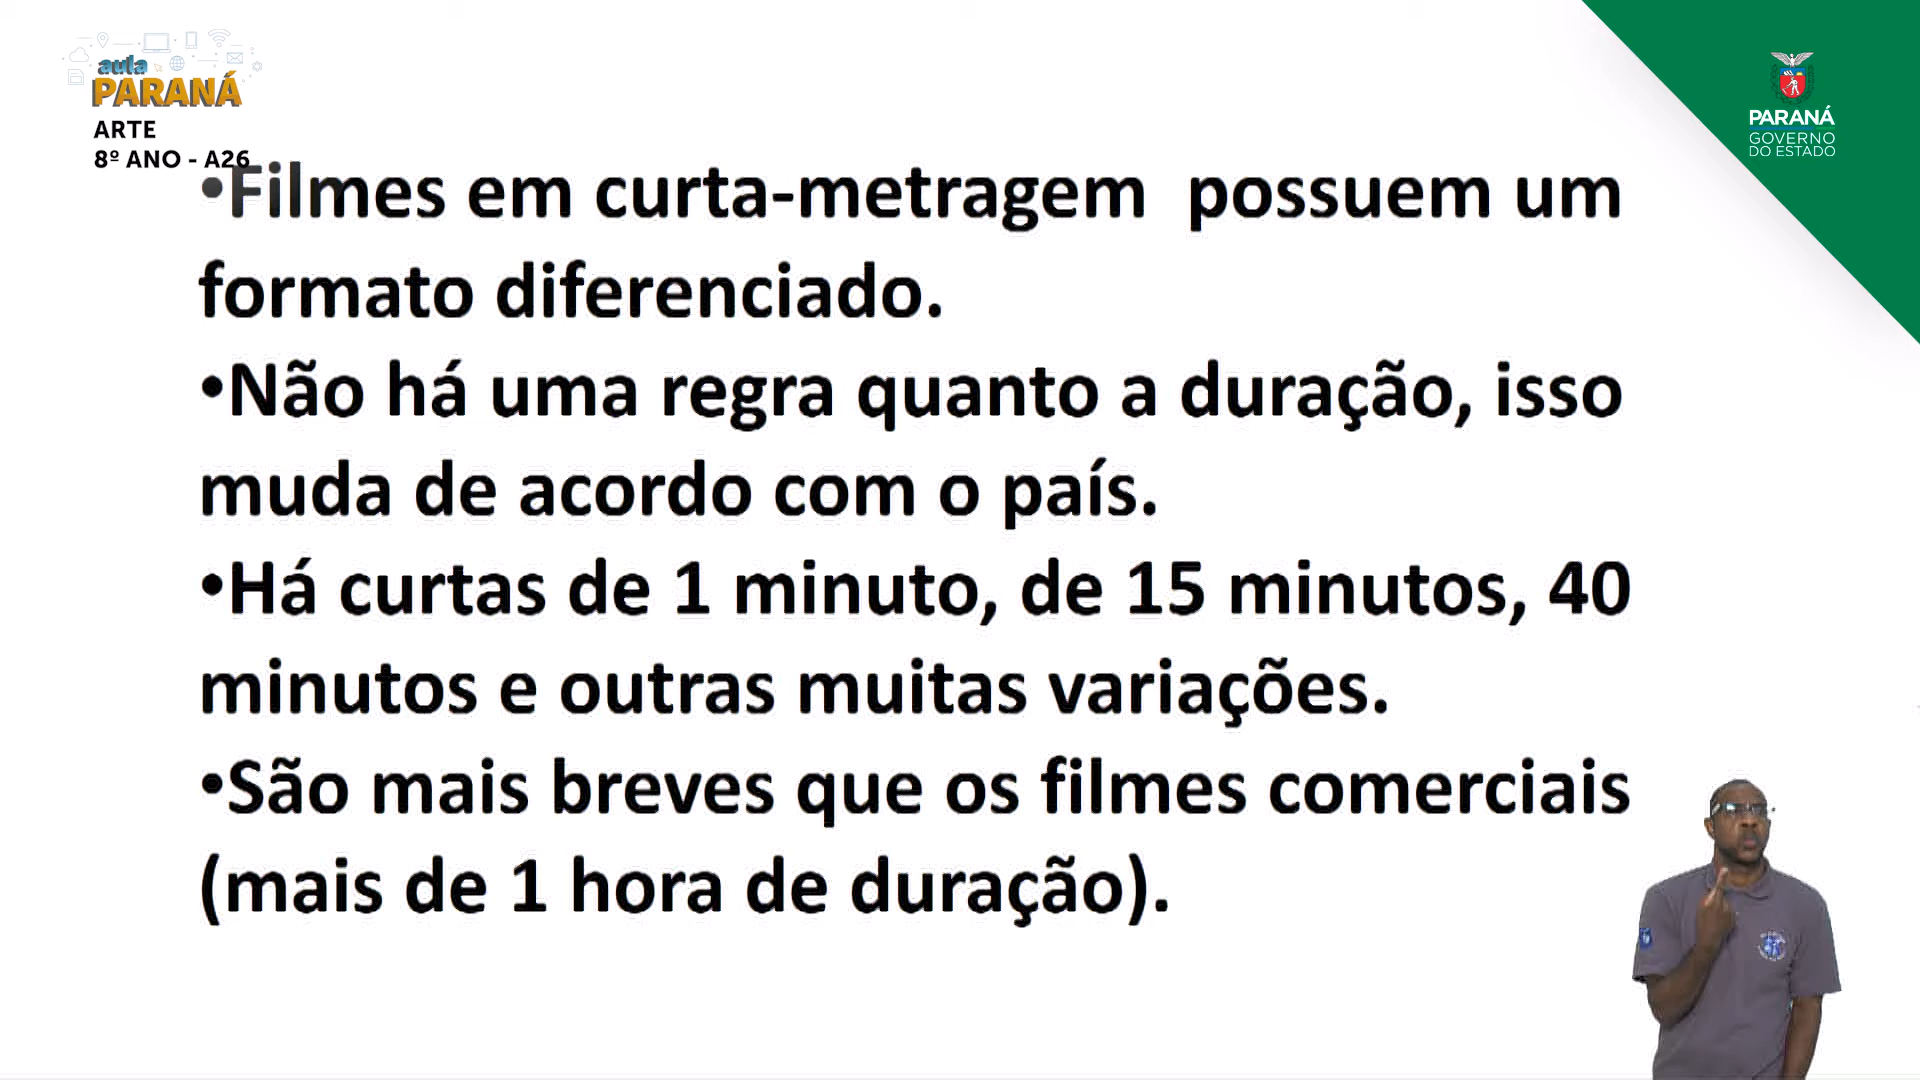 aula
PARANÁ
ARTE
8º ANO - A26
PARANÁ
GOVERNO
DO ESTADO
•Filmes em curta-metragem  possuem um
formato diferenciado.
•Não há uma regra quanto a duração, isso
muda de acordo com o país.
•Há curtas de 1 minuto, de 15 minutos, 40
minutos e outras muitas variações.
•São mais breves que os filmes comerciais
(mais de 1 hora de duração).